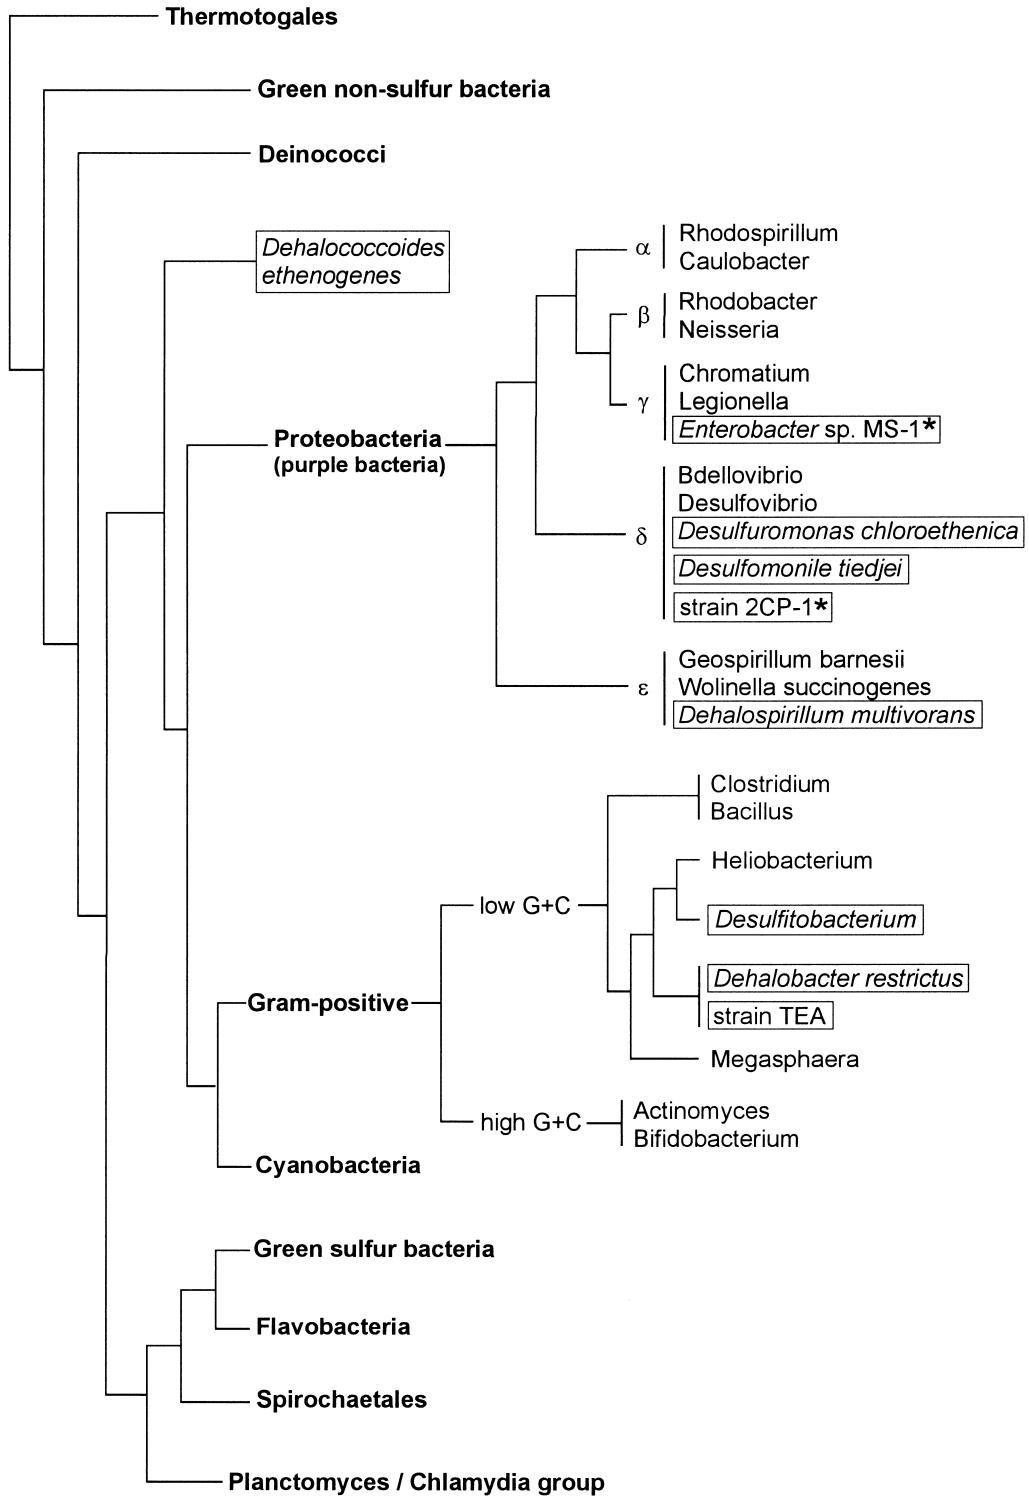 Thermotogales
Green non-sulfur bacteria
Deinococci
Dehalococcoides
ethenogenes
Proteobacteria
(purple bacteria)
α
Rhodospirillum
Caulobacter
β
Rhodobacter
Neisseria
γ
Chromatium
Legionella
Enterobacter sp. MS-1*
δ
Bdellovibrio
Desulfovibrio
Desulfuromonas chloroethenica
Desulfomonile tiedjei
strain 2CP-1*
ε
Geospirillum barnesii
Wolinella succinogenes
Dehalospirillum multivorans
Gram-positive
low G+C
Clostridium
Bacillus
Heliobacterium
Desulfitobacterium
Dehalobacter restrictus
strain TEA
Megasphaera
high G+C
Actinomyces
Bifidobacterium
Cyanobacteria
Green sulfur bacteria
Flavobacteria
Spirochaetales
Planctomyces / Chlamydia group